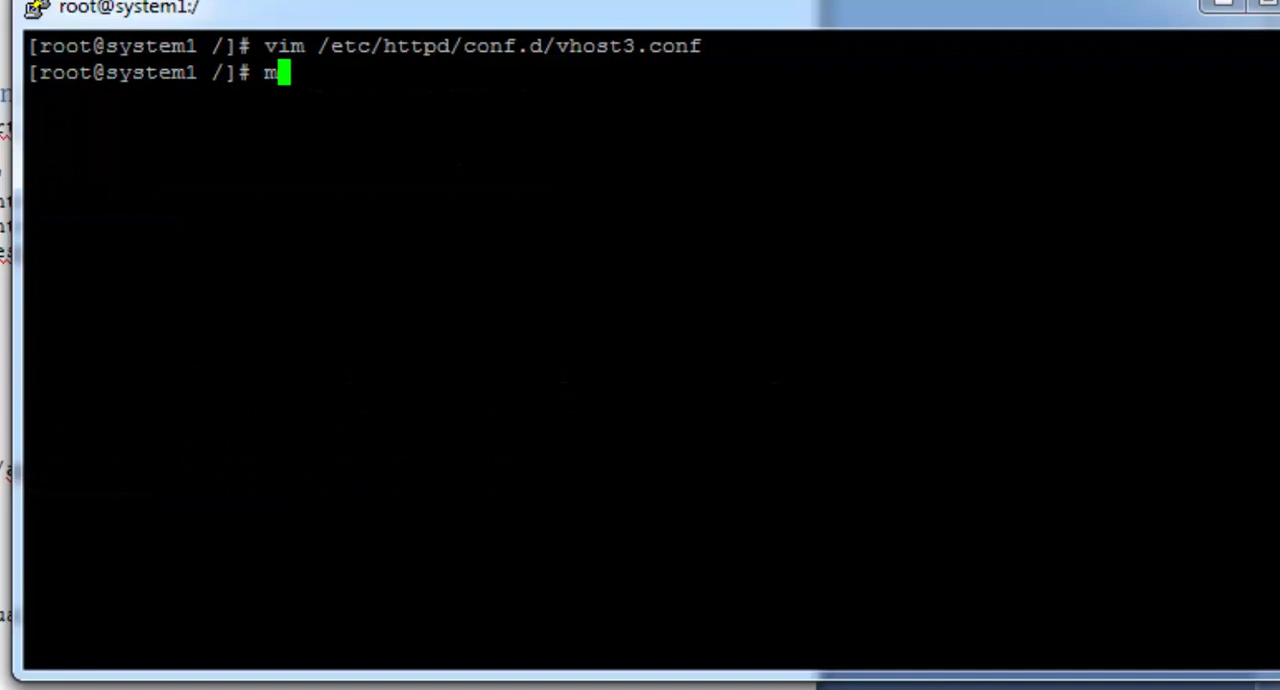 root@system1:/
[root@system1 /]# vim /etc/httpd/conf.d/vhost3.conf
[root@system1 /]# m